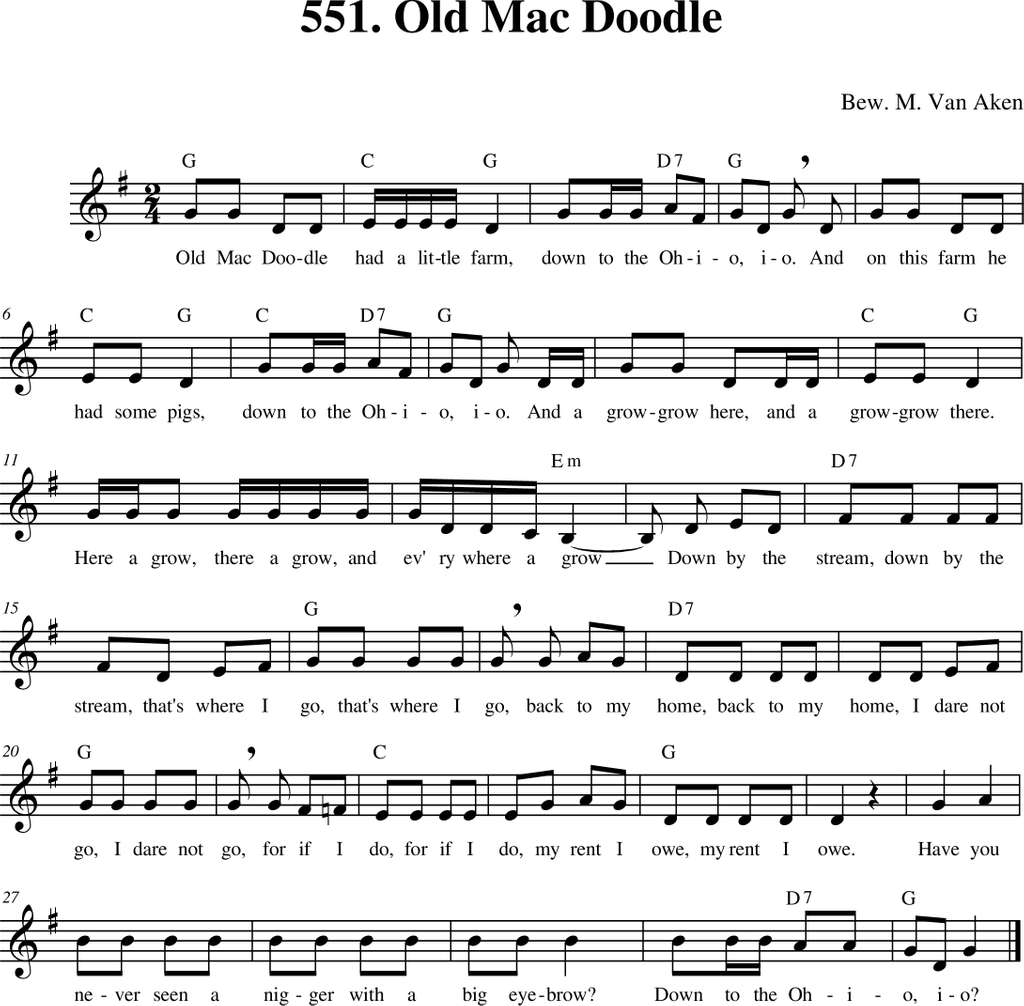 551. Old Mac Doodle
Bew. M. Van Aken
G C G D7 G
2
4
Old Mac Doo-dle had a lit-tle farm, down to the Oh-i-o, i-o. And on this farm he
6
C G C D7 G C G
had some pigs, down to the Oh-i-o, i-o. And a grow-grow here, and a grow-grow there.
11
Em D7
Here a grow, there a grow, and ev' ry where a grow Down by the stream, down by the
15
G D7
stream, that's where I go, that's where I go, back to my home, back to my home, I dare not
20
G C G
go, I dare not go, for if I do, for if I do, my rent I owe, my rent I owe. Have you
27
D7 G
ne-ver seen a nig-ger with a big eye-brow? Down to the Oh-i-o, i-o?